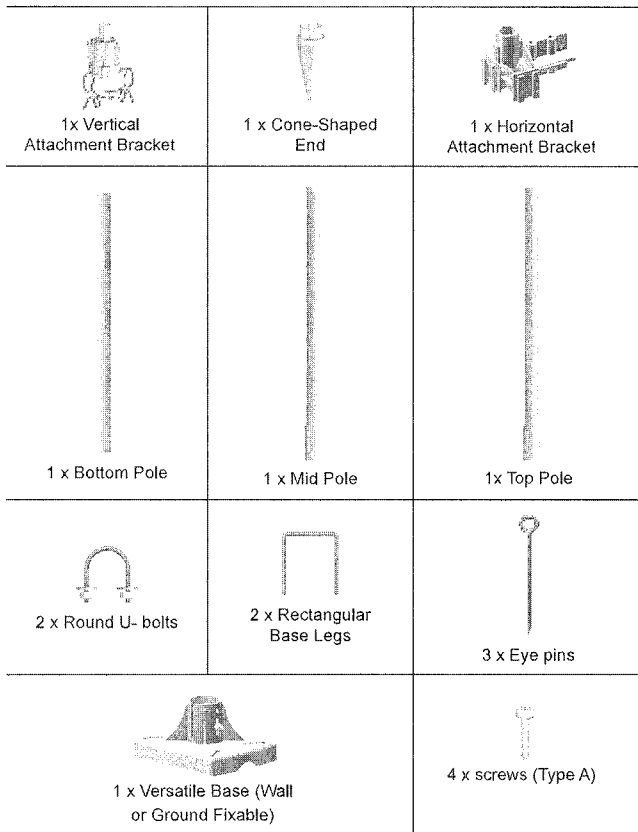 1x Vertical
Attachment Bracket
1 x Cone-Shaped
End
1 x Horizontal
Attachment Bracket
1 x Bottom Pole
1 x Mid Pole
1x Top Pole
2 x Round U- bolts
2 x Rectangular
Base Legs
3 x Eye pins
1 x Versatile Base (Wall
or Ground Fixable)
4 x screws (Type A)